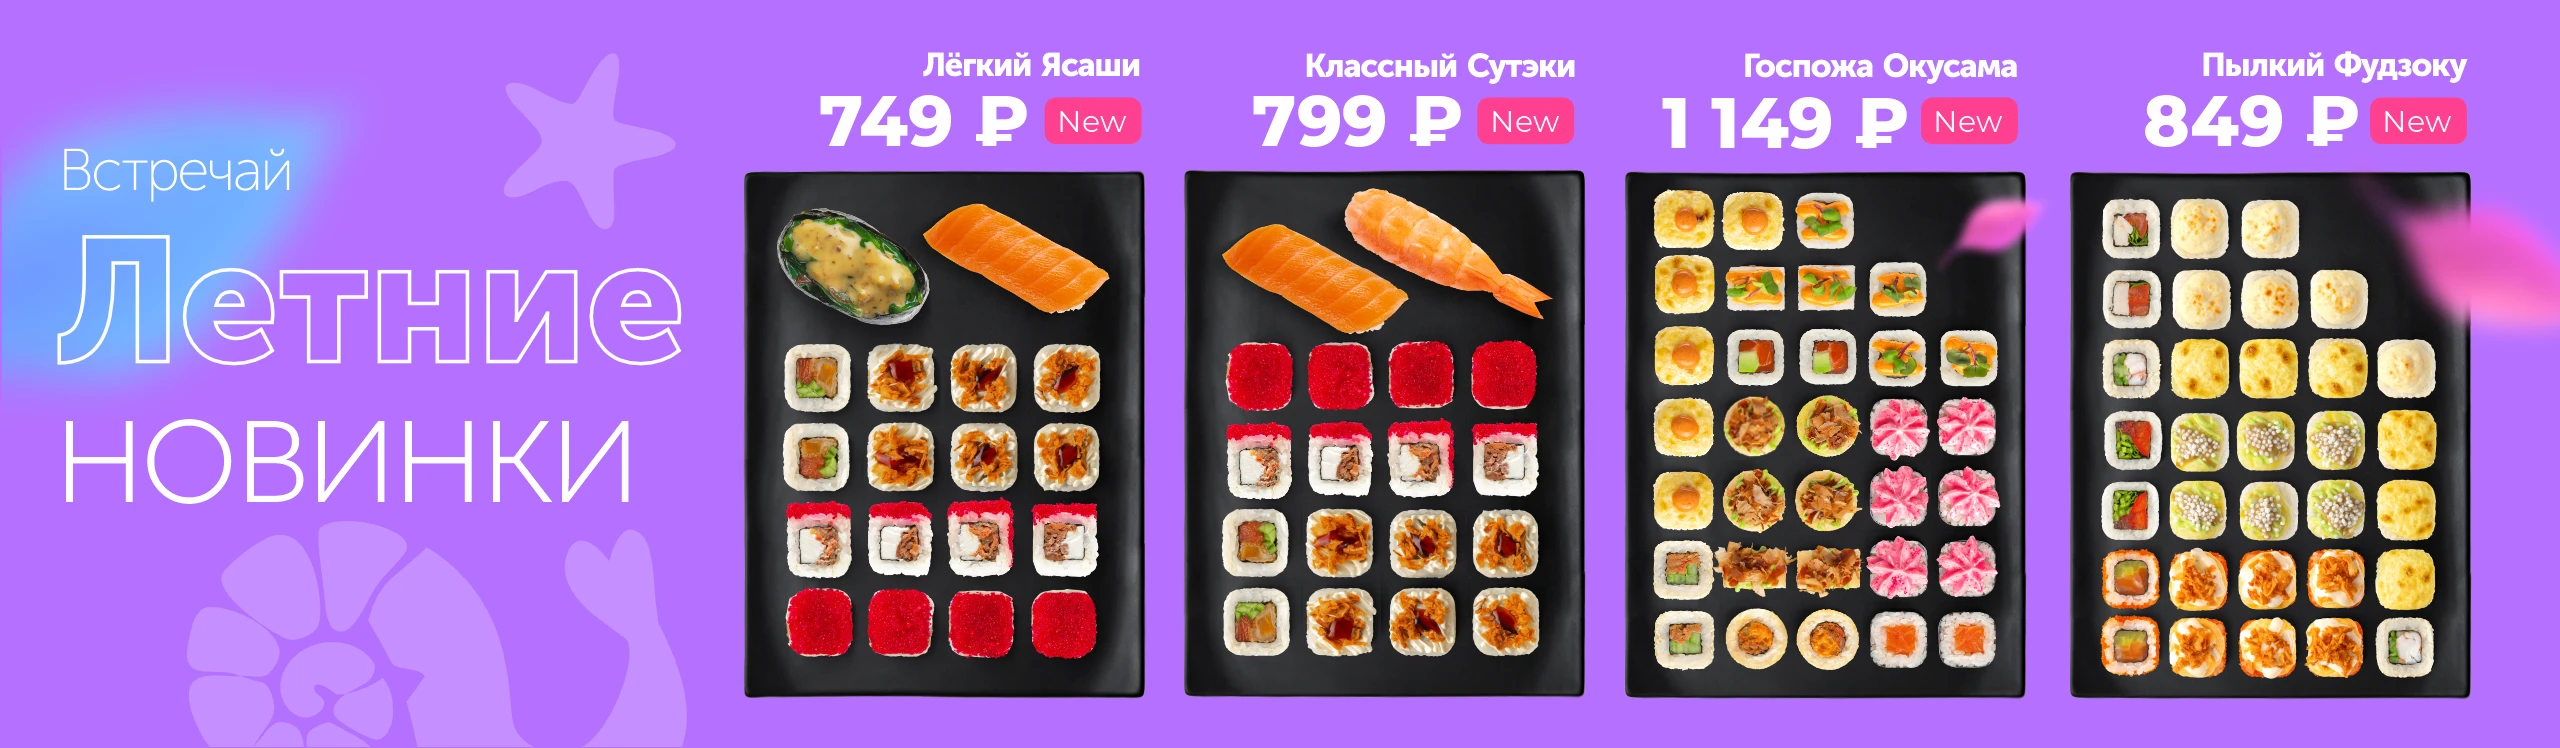 Встречай
Летние
НОВИНКИ
Лёгкий Ясаши
749 ₽ New
Классный Сутэки
799 ₽ New
Госпожа Окусама
1 149 ₽ New
Пылкий Фудзоку
849 ₽ New